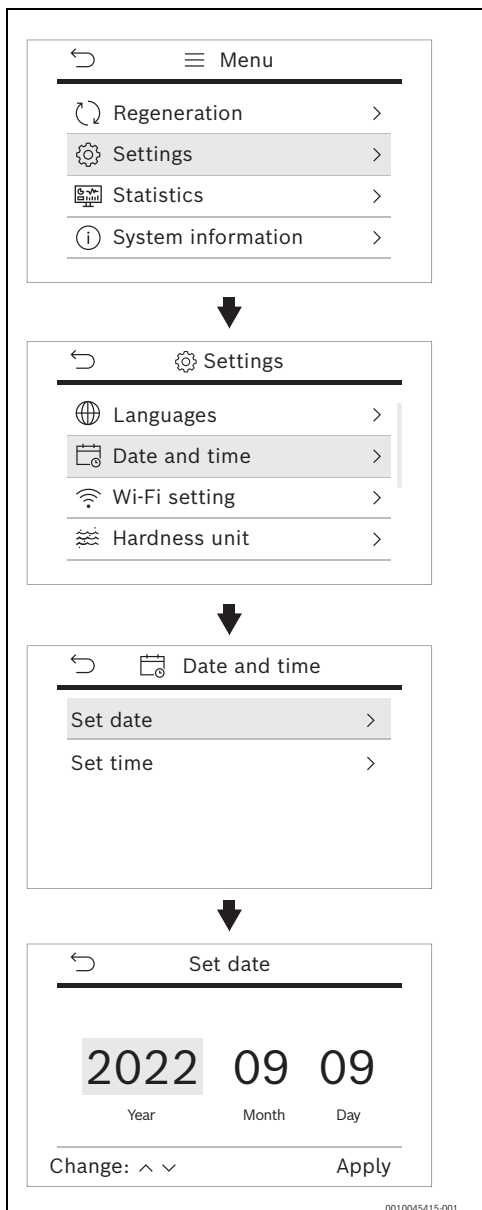 Menu
Regeneration
Settings
Statistics
System information
Settings
Languages
Date and time
Wi-Fi setting
Hardness unit
Date and time
Set date
Set time
Set date
2022 09 09
Year Month Day
Change: Apply
0010045415-001